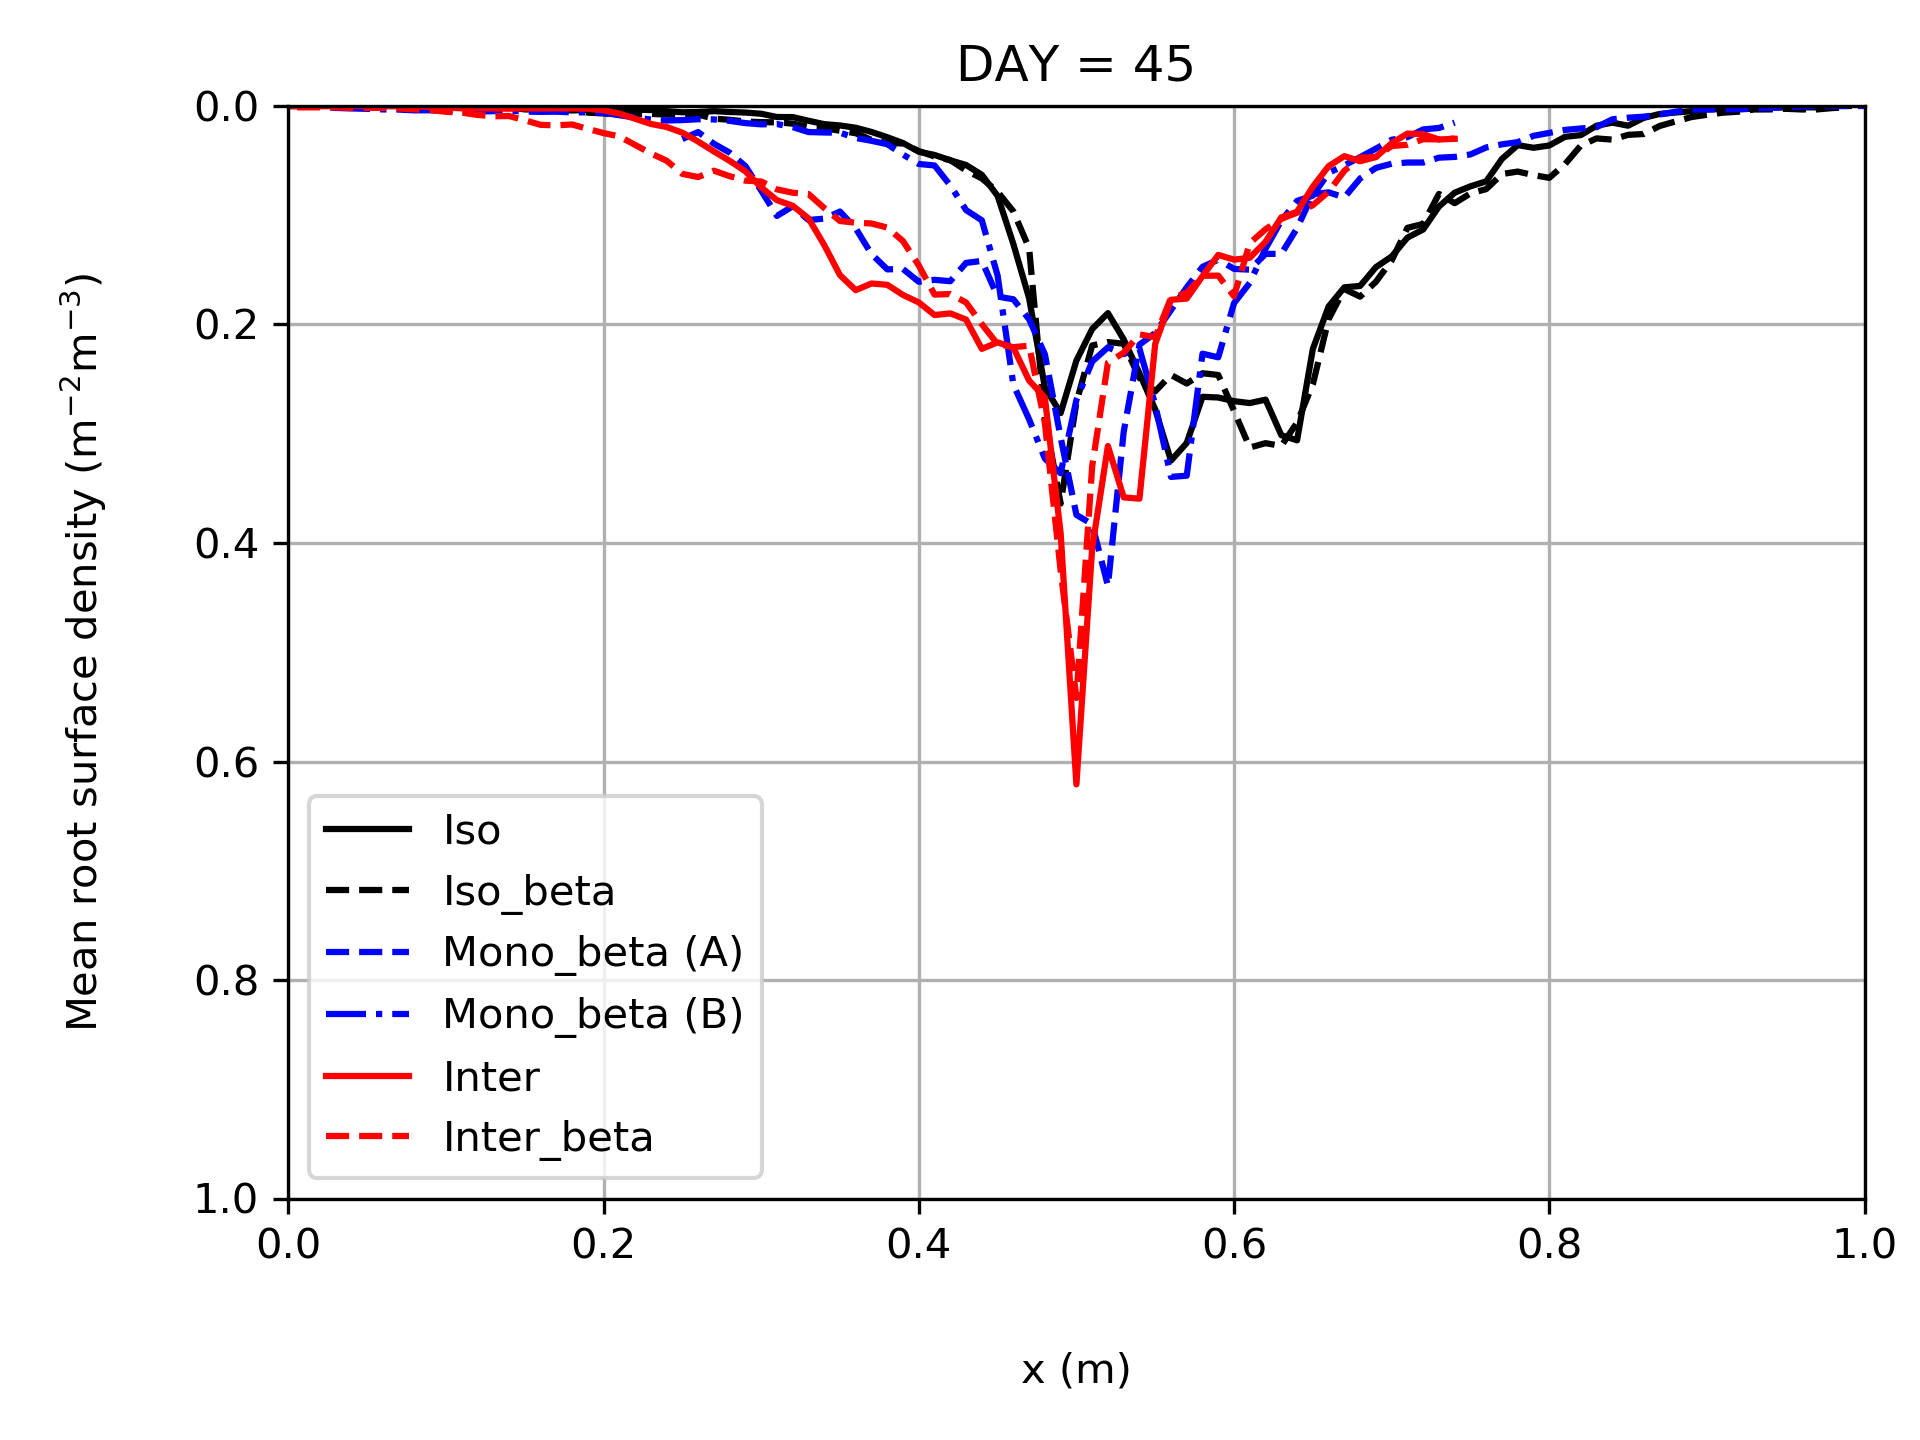 DAY = 45
0.0
0.2
0.4
0.6
0.8
1.0
Mean root surface density (m⁻²m⁻³)
Iso
Iso_beta
Mono_beta (A)
Mono_beta (B)
Inter
Inter_beta
0.0 0.2 0.4 0.6 0.8 1.0
x (m)